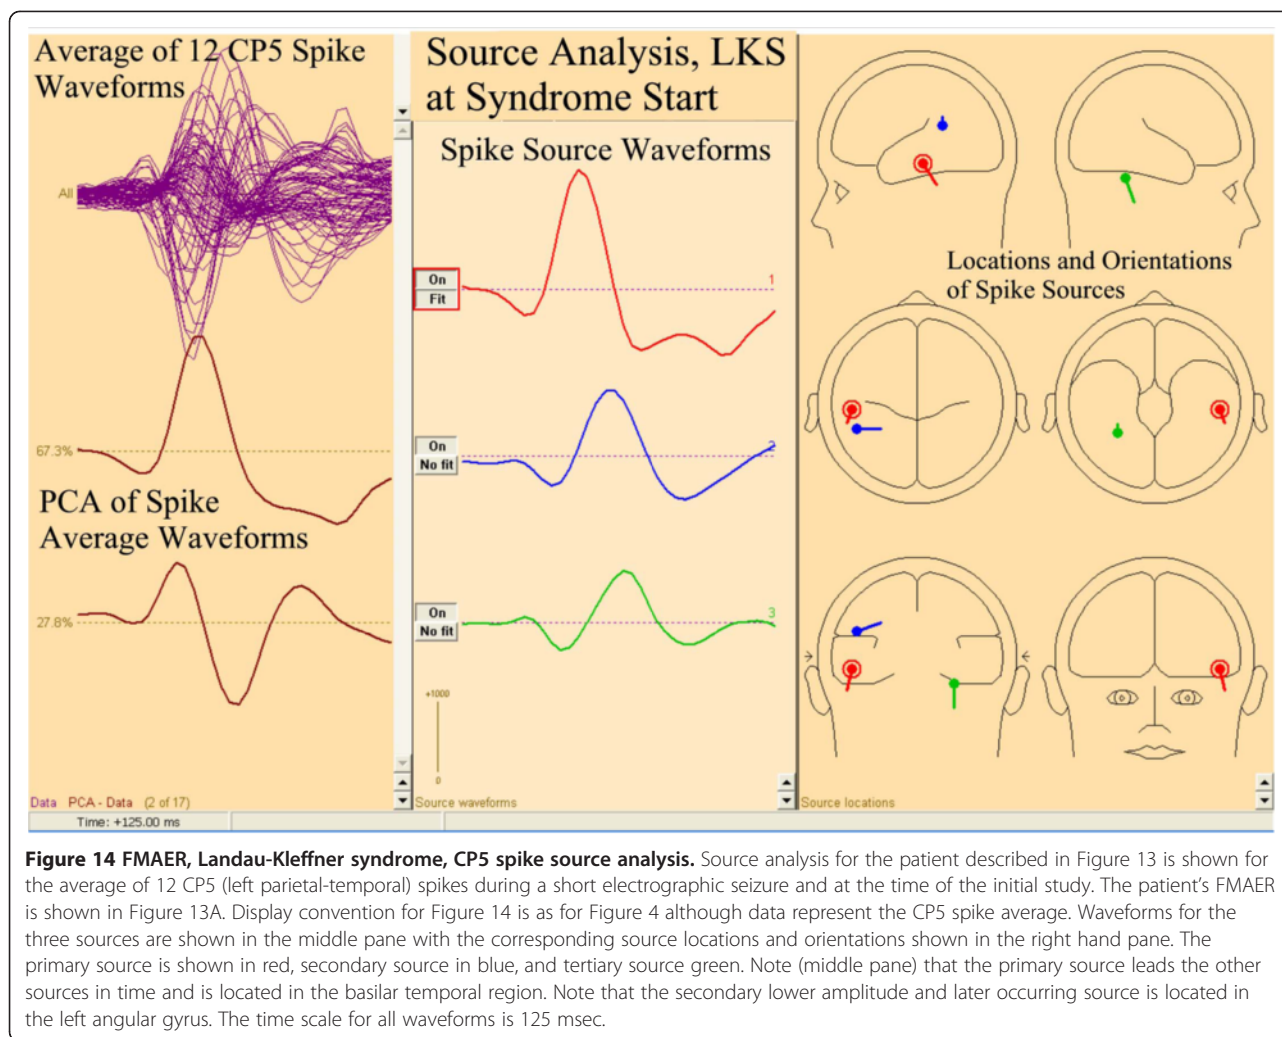 Average of 12 CP5 Spike
Waveforms
All
67.3%
PCA of Spike
Average Waveforms
27.8%
Data PCA - Data (2 of 17)
Time: +125.00 ms
Source Analysis, LKS
at Syndrome Start
Spike Source Waveforms
On
Fit
1
On
No fit
2
On
No fit
3
+1000
0
Source waveforms
Locations and Orientations
of Spike Sources
Source locations
Figure 14 FMAER, Landau-Kleffner syndrome, CP5 spike source analysis. Source analysis for the patient described in Figure 13 is shown for
the average of 12 CP5 (left parietal-temporal) spikes during a short electrographic seizure and at the time of the initial study. The patient's FMAER
is shown in Figure 13A. Display convention for Figure 14 is as for Figure 4 although data represent the CP5 spike average. Waveforms for the
three sources are shown in the middle pane with the corresponding source locations and orientations shown in the right hand pane. The
primary source is shown in red, secondary source in blue, and tertiary source green. Note (middle pane) that the primary source leads the other
sources in time and is located in the basilar temporal region. Note that the secondary lower amplitude and later occurring source is located in
the left angular gyrus. The time scale for all waveforms is 125 msec.